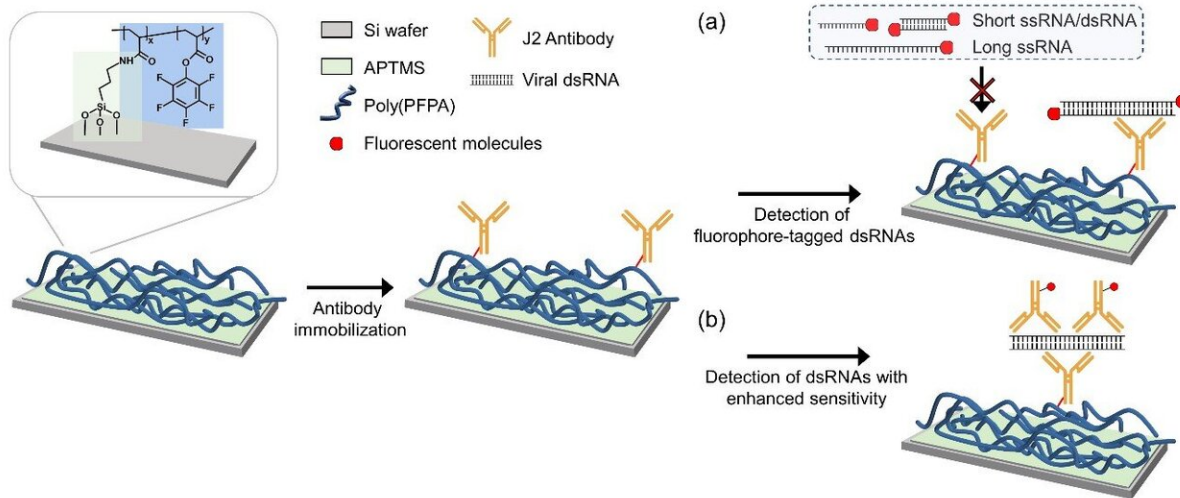 x
y
NH
O
O
O
F
F
F
F
F
Si
O
O
O
Si wafer
APTMS
Poly(PFPA)
Fluorescent molecules
J2 Antibody
Viral dsRNA
(a)
Short ssRNA/dsRNA
Long ssRNA
Antibody
immobilization
Detection of
fluorophore-tagged dsRNAs
(b)
Detection of dsRNAs with
enhanced sensitivity